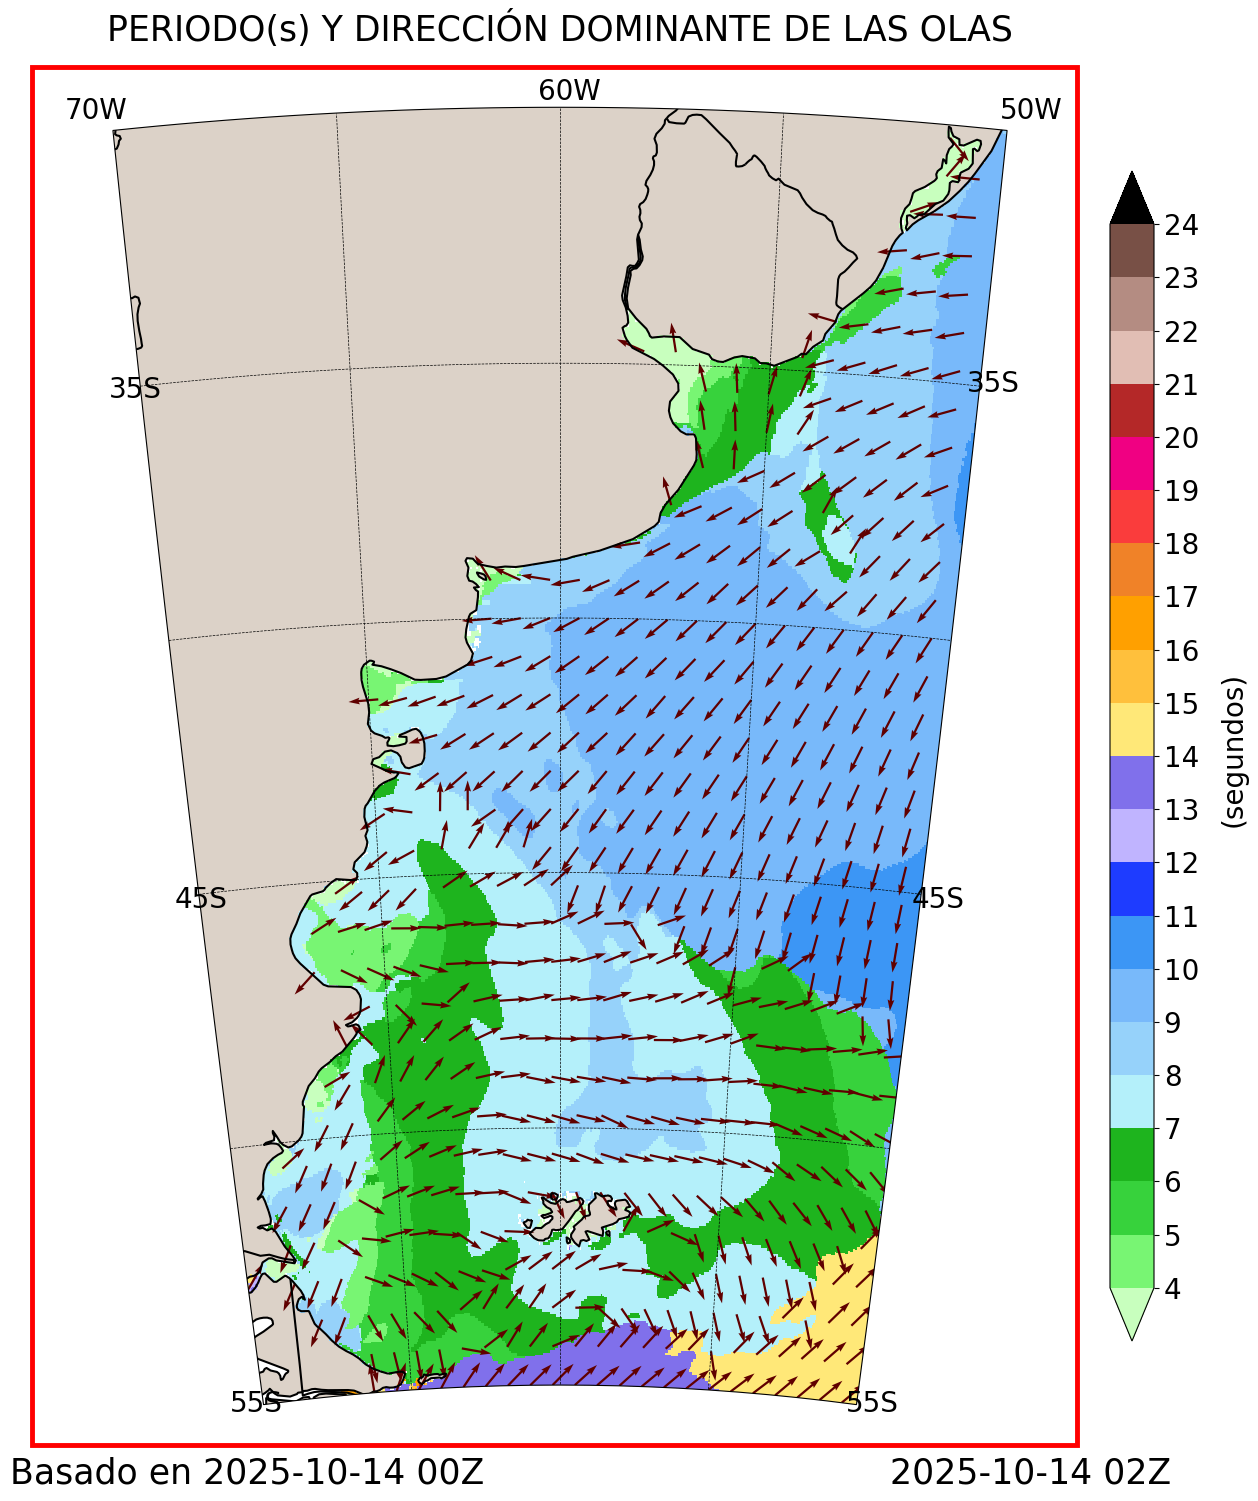 PERIODO(s) Y DIRECCIÓN DOMINANTE DE LAS OLAS
70W
60W
50W
35S
35S
45S
45S
55S
55S
24
23
22
21
20
19
18
17
16
15
14
13
12
11
10
9
8
7
6
5
4
(segundos)
Basado en 2025-10-14 00Z
2025-10-14 02Z